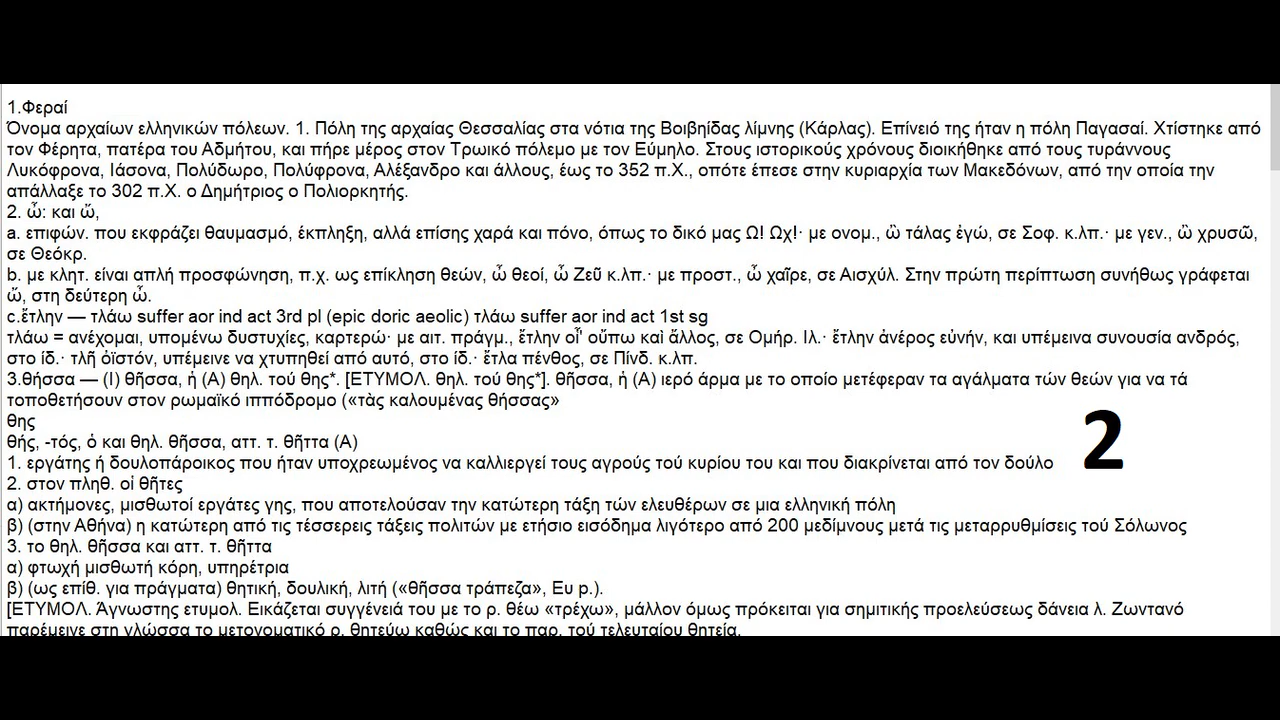 1.Φεραί
Όνομα αρχαίων ελληνικών πόλεων. 1. Πόλη της αρχαίας Θεσσαλίας στα νότια της Βοιβηίδας λίμνης (Κάρλας). Επίνειό της ήταν η πόλη Παγασαί. Χτίστηκε από
τον Φέρητα, πατέρα του Αδμήτου, και πήρε μέρος στον Τρωικό πόλεμο με τον Εύμηλο. Στους ιστορικούς χρόνους διοικήθηκε από τους τυράννους
Λυκόφρονα, Ιάσονα, Πολύδωρο, Πολύφρονα, Αλέξανδρο και άλλους, έως το 352 π.Χ., οπότε έπεσε στην κυριαρχία των Μακεδόνων, από την οποία την
απάλλαξε το 302 π.Χ. ο Δημήτριος ο Πολιορκητής.
2. ὦ: και ὤ,
a. επιφών. που εκφράζει θαυμασμό, έκπληξη, αλλά επίσης χαρά και πόνο, όπως το δικό μας Ω! Ωχ!· με ονομ., ὢ τάλας ἐγώ, σε Σοφ. κ.λπ.· με γεν., ὢ χρυσῶ,
σε Θεόκρ.
b. με κλητ. είναι απλή προσφώνηση, π.χ. ως επίκληση θεών, ὦ θεοί, ὦ Ζεῦ κ.λπ.· με προστ., ὦ χαῖρε, σε Αισχύλ. Στην πρώτη περίπτωση συνήθως γράφεται
ὤ, στη δεύτερη ὦ.
c.ἔτλην — τλάω suffer aor ind act 3rd pl (epic doric aeolic) τλάω suffer aor ind act 1st sg
τλάω = ανέχομαι, υπομένω δυστυχίες, καρτερώ· με αιτ. πράγμ., ἔτλην οἷ' οὔπω καὶ ἄλλος, σε Ομήρ. Ιλ.· ἔτλην ἀνέρος εὐνήν, και υπέμεινα συνουσία ανδρός,
στο ίδ.· τλῆ ὀϊστόν, υπέμεινε να χτυπηθεί από αυτό, στο ίδ.· ἔτλα πένθος, σε Πίνδ. κ.λπ.
3.θήσσα — (I) θῆσσα, ἡ (Α) θηλ. τού θης*. [ΕΤΥΜΟΛ. θηλ. τού θης*]. θῆσσα, ἡ (Α) ιερό άρμα με το οποίο μετέφεραν τα αγάλματα τών θεών για να τά
τοποθετήσουν στον ρωμαϊκό ιππόδρομο («τὰς καλουμένας θήσσας»
θης
θής, -τός, ὁ και θηλ. θῆσσα, αττ. τ. θῆττα (Α)
1. εργάτης ή δουλοπάροικος που ήταν υποχρεωμένος να καλλιεργεί τους αγρούς τού κυρίου του και που διακρίνεται από τον δούλο
2
2. στον πληθ. οἱ θῆτες
α) ακτήμονες, μισθωτοί εργάτες γης, που αποτελούσαν την κατώτερη τάξη τών ελευθέρων σε μια ελληνική πόλη
β) (στην Αθήνα) η κατώτερη από τις τέσσερεις τάξεις πολιτών με ετήσιο εισόδημα λιγότερο από 200 μεδίμνους μετά τις μεταρρυθμίσεις τού Σόλωνος
3. το θηλ. θῆσσα και αττ. τ. θῆττα
α) φτωχή μισθωτή κόρη, υπηρέτρια
β) (ως επίθ. για πράγματα) θητική, δουλική, λιτή («θῆσσα τράπεζα», Ευ ρ.).
[ΕΤΥΜΟΛ. Άγνωστης ετυμολ. Εικάζεται συγγένειά του με το ρ. θέω «τρέχω», μάλλον όμως πρόκειται για σημιτικής προελεύσεως δάνεια λ. Ζωντανό
παρέμεινε στη γλώσσα το μετονοματικό ρ. θητεύω καθώς και το παρ. τού τελευταίου θητεία.